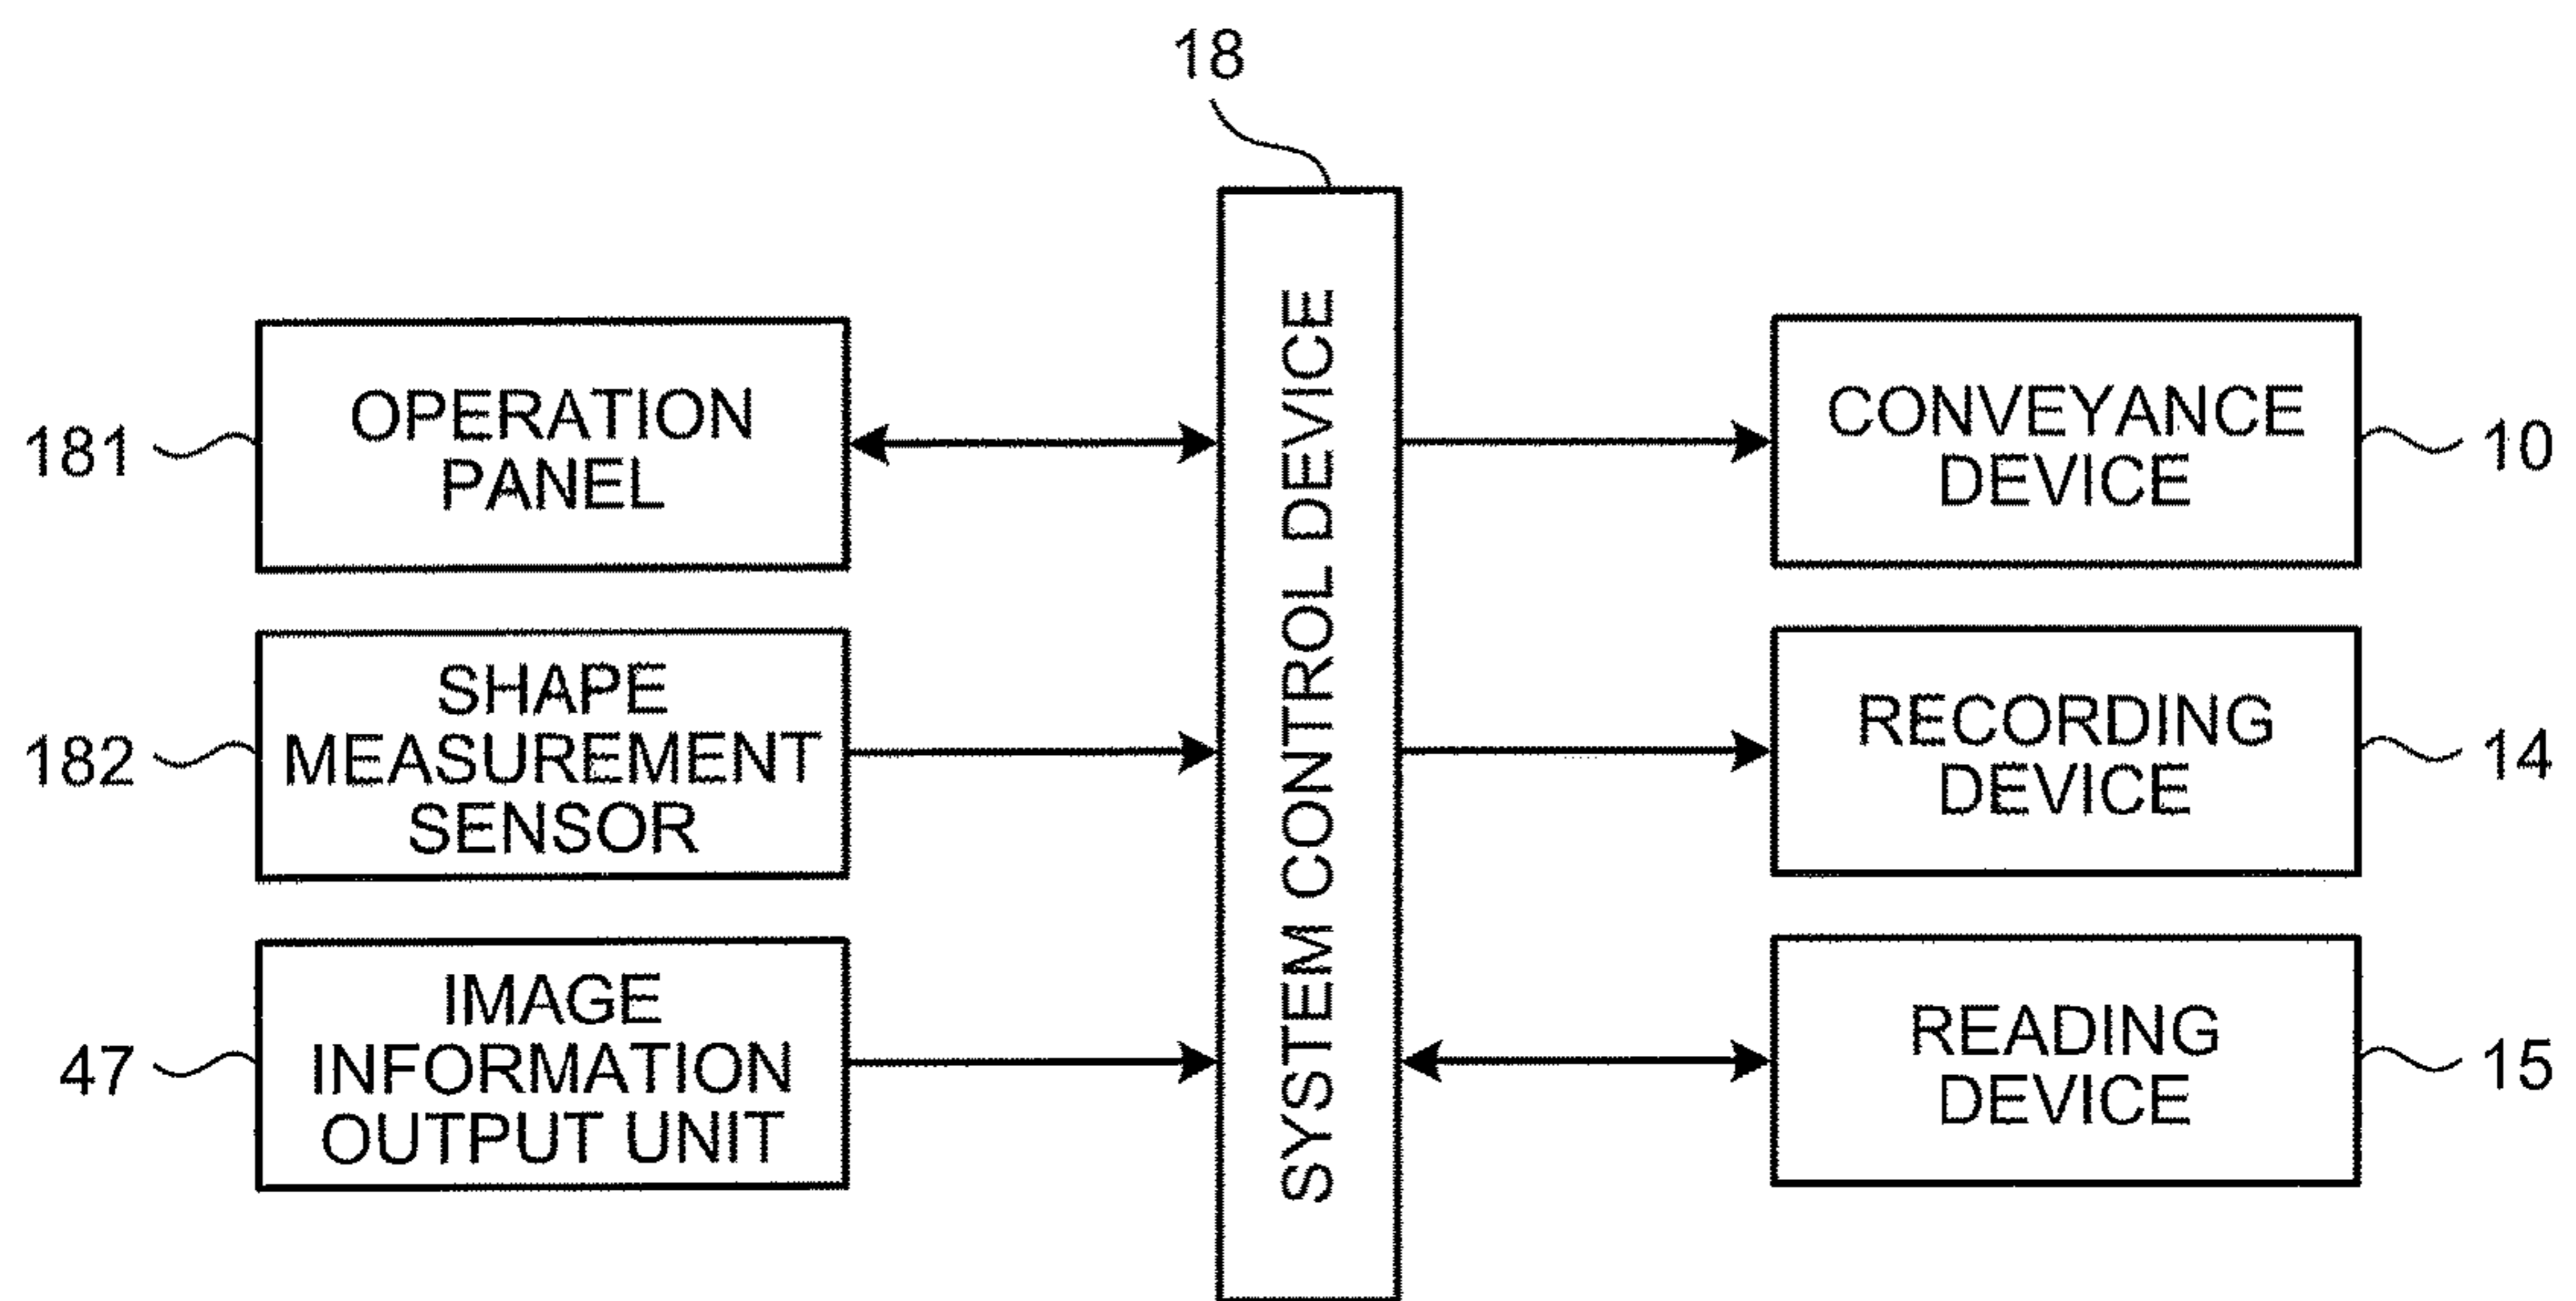 18
181
OPERATION
PANEL
182
SHAPE
MEASUREMENT
SENSOR
47
IMAGE
INFORMATION
OUTPUT UNIT
SYSTEM CONTROL DEVICE
CONVEYANCE
DEVICE
10
RECORDING
DEVICE
14
READING
DEVICE
15